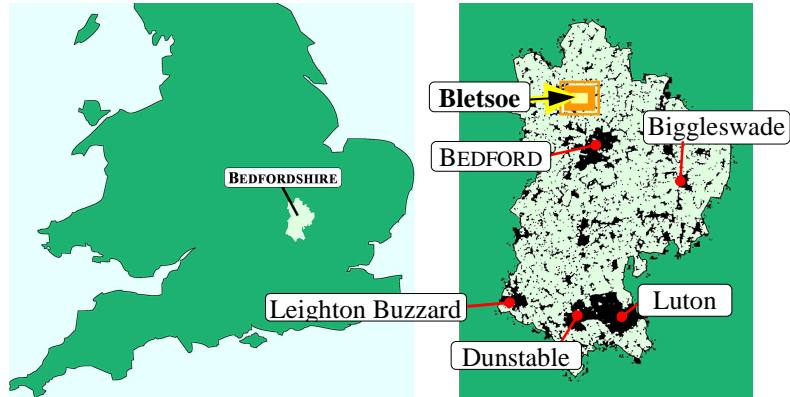 BEDFORDSHIRE
Bletsoe
BEDFORD
Biggleswade
Leighton Buzzard
Luton
Dunstable